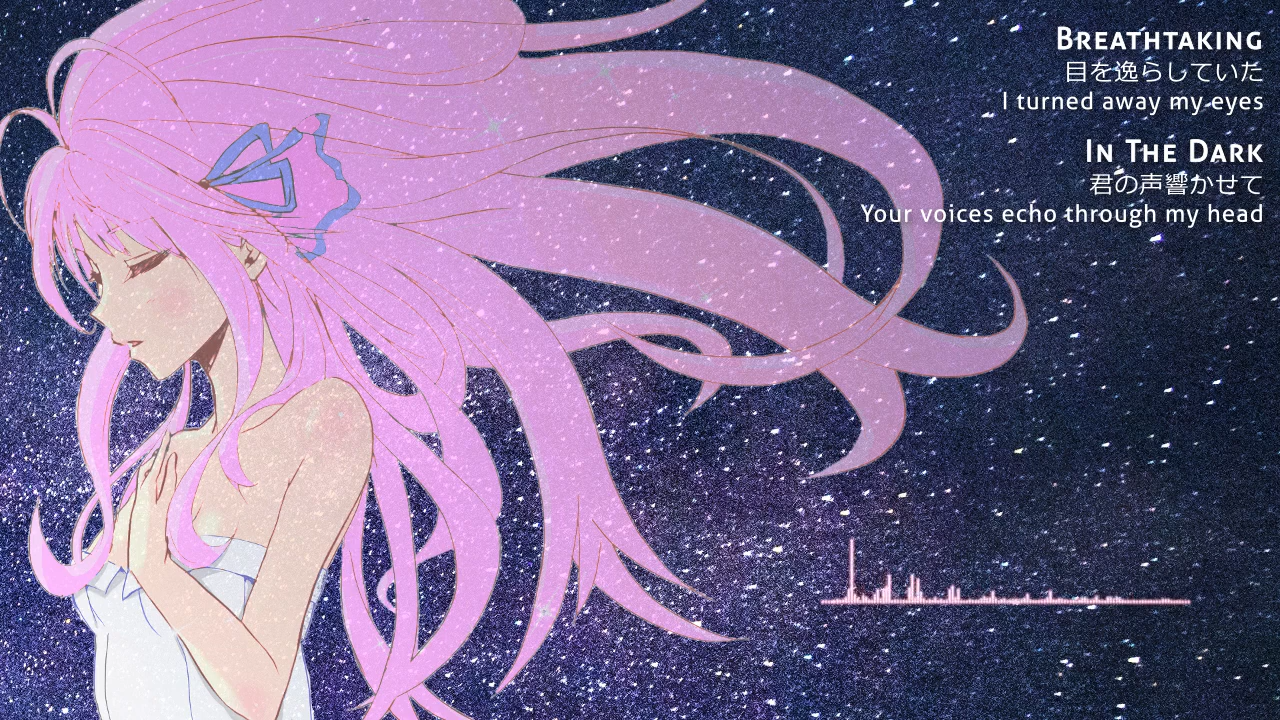 Breathtaking
目を逸らしていた
I turned away my eyes
In The Dark
君の声響かせて
Your voices echo through my head